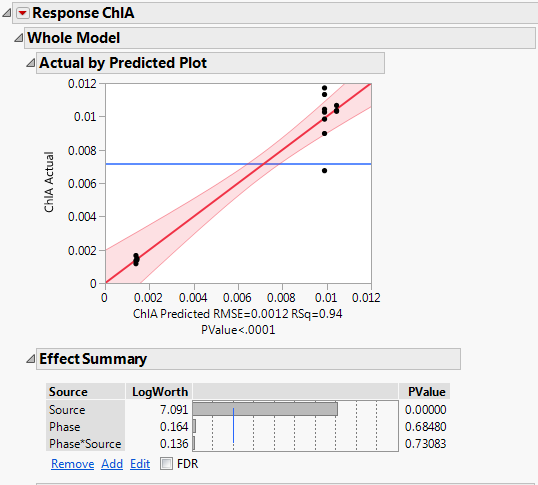 Response ChlA
Whole Model
Actual by Predicted Plot
0.012
0.01
0.008
0.006
0.004
0.002
0
ChlA Actual
0 0.002 0.004 0.006 0.008 0.01 0.012
ChlA Predicted RMSE=0.0012 RSq=0.94
PValue<.0001
Effect Summary
Source LogWorth PValue
Source 7.091 0.00000
Phase 0.164 0.68480
Phase*Source 0.136 0.73083
Remove Add Edit FDR